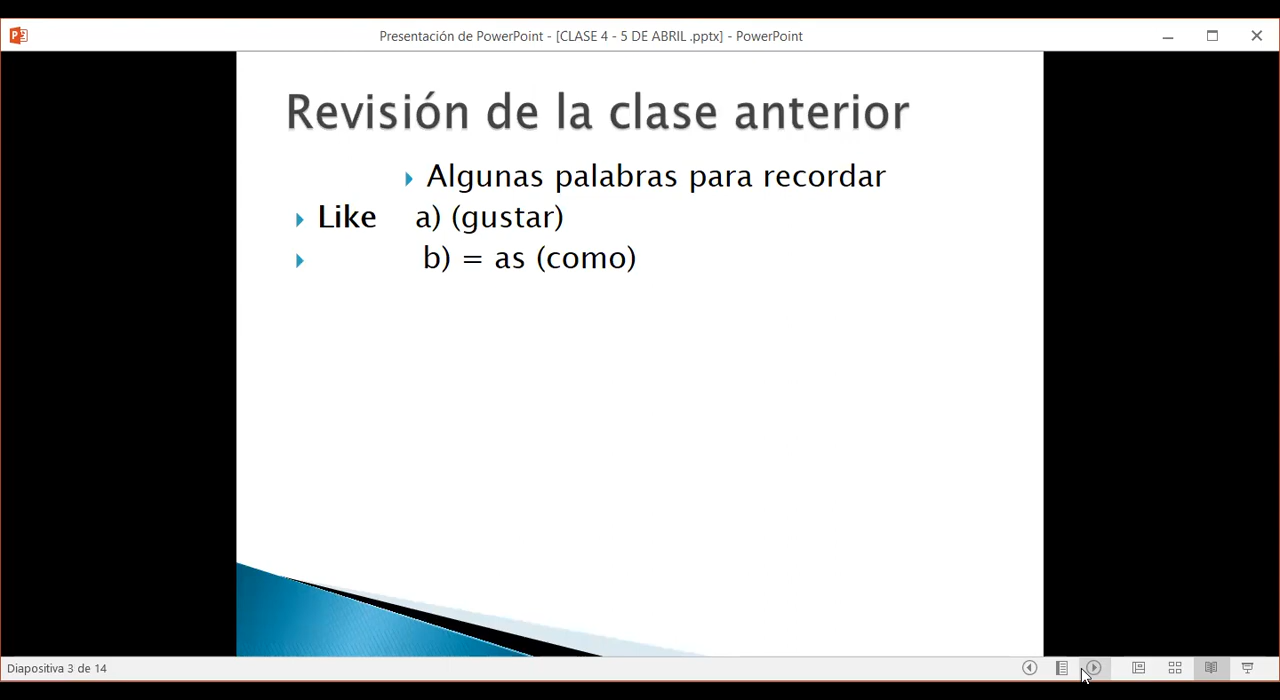 Presentación de PowerPoint - [CLASE 4 - 5 DE ABRIL .pptx] - PowerPoint
Revisión de la clase anterior
Algunas palabras para recordar
Like a) (gustar)
b) = as (como)
Diapositiva 3 de 14